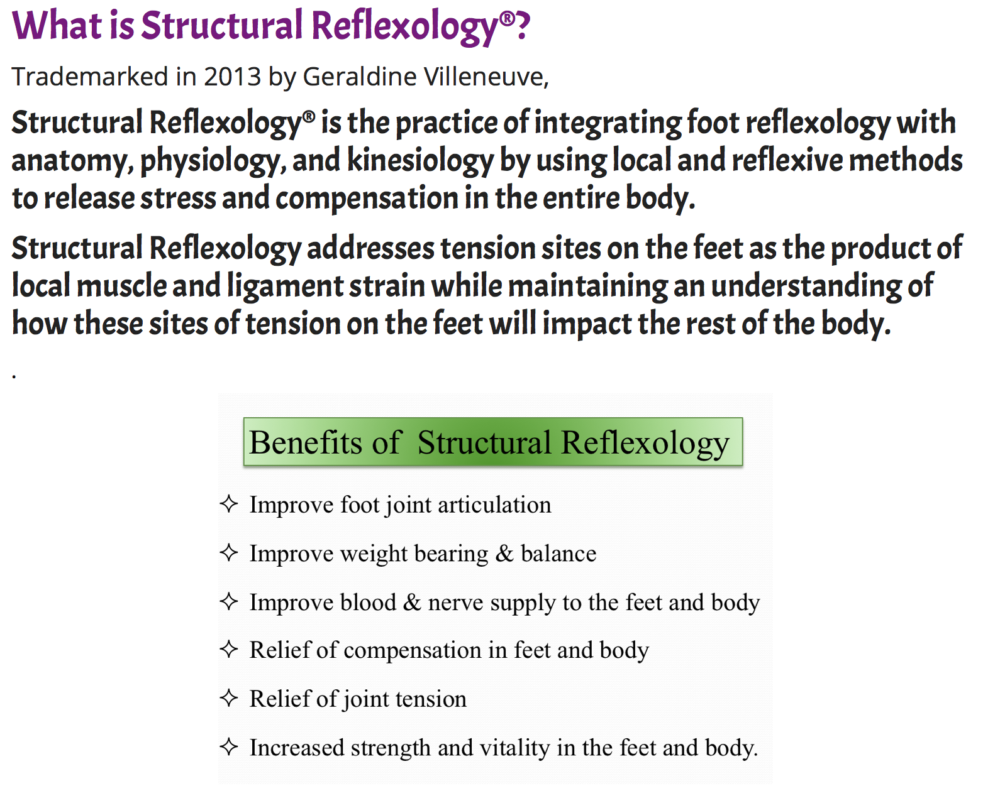 What is Structural Reflexology®?
Trademarked in 2013 by Geraldine Villeneuve,
Structural Reflexology® is the practice of integrating foot reflexology with
anatomy, physiology, and kinesiology by using local and reflexive methods
to release stress and compensation in the entire body.
Structural Reflexology addresses tension sites on the feet as the product of
local muscle and ligament strain while maintaining an understanding of
how these sites of tension on the feet will impact the rest of the body.
.
Benefits of Structural Reflexology
✧ Improve foot joint articulation
✧ Improve weight bearing & balance
✧ Improve blood & nerve supply to the feet and body
✧ Relief of compensation in feet and body
✧ Relief of joint tension
✧ Increased strength and vitality in the feet and body.